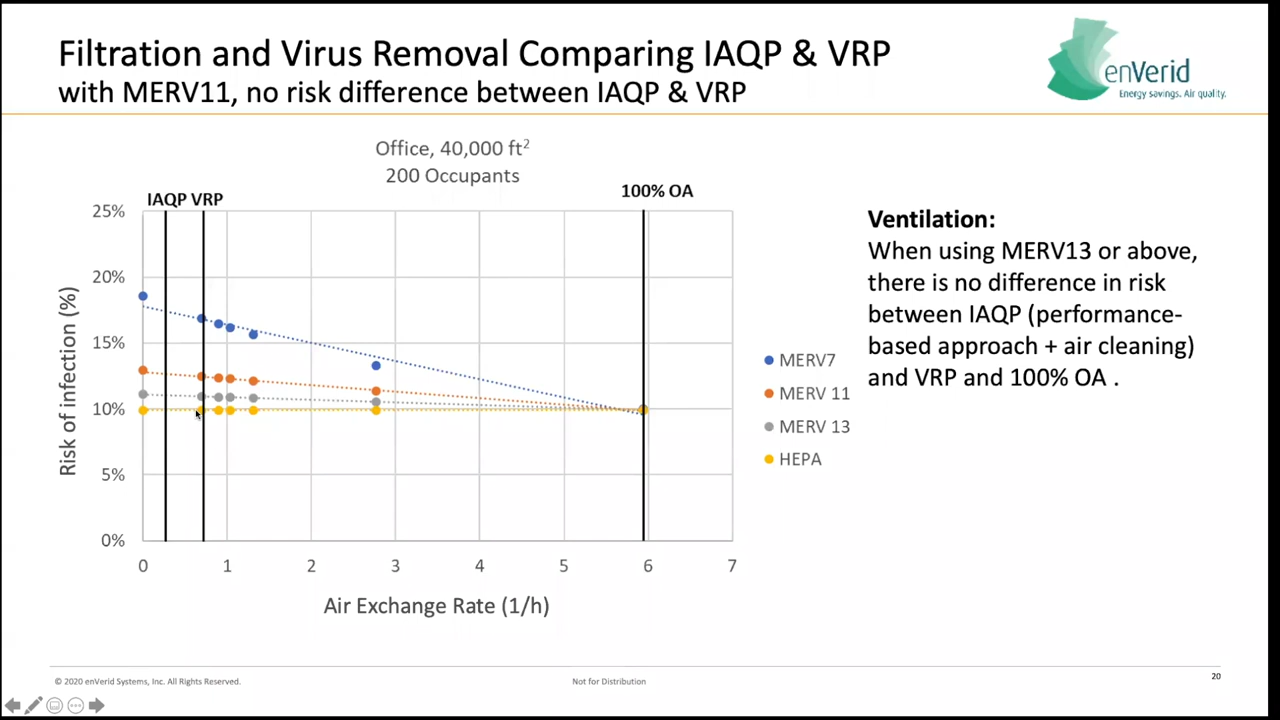 Filtration and Virus Removal Comparing IAQP & VRP
with MERV11, no risk difference between IAQP & VRP
enVerid
Energy savings. Air quality.
Office, 40,000 ft²
200 Occupants
IAQP VRP
100% OA
25%
20%
15%
10%
5%
0%
Risk of infection (%)
0 1 2 3 4 5 6 7
Air Exchange Rate (1/h)
MERV7
MERV 11
MERV 13
HEPA
Ventilation:
When using MERV13 or above,
there is no difference in risk
between IAQP (performance-
based approach + air cleaning)
and VRP and 100% OA .
© 2020 enVerid Systems, Inc. All Rights Reserved.
Not for Distribution
20